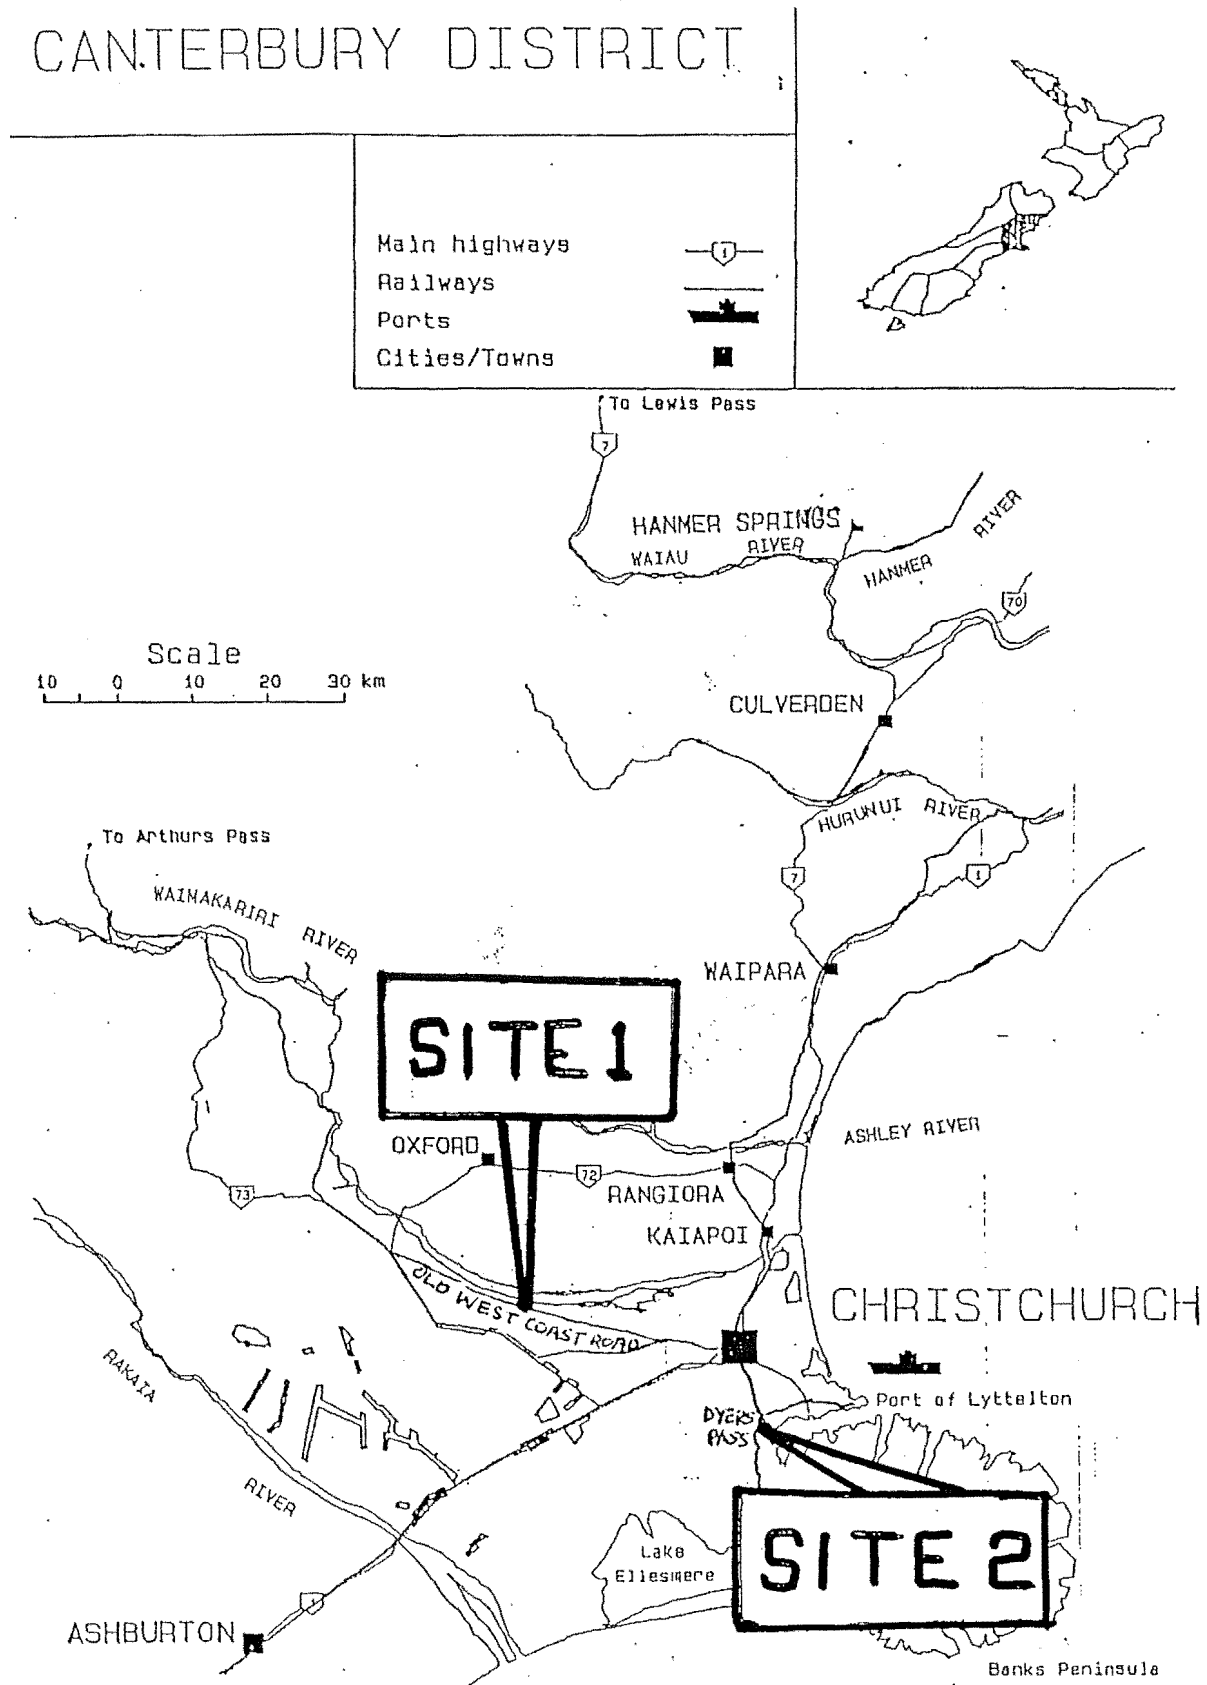 CANTERBURY DISTRICT
Main highways
1
Railways
Ports
Cities/Towns
To Lewis Pass
7
HANMER SPRINGS
WAIAU RIVER
HANMER RIVER
70
Scale
10 0 10 20 30 km
CULVERDEN
HURUNUI RIVER
To Arthurs Pass
7
1
WAIMAKARIRI RIVER
WAIPARA
SITE 1
ASHLEY RIVER
OXFORD
72
RANGIORA
73
KAIAPOI
OLD WEST COAST ROAD
CHRISTCHURCH
RAKAIA RIVER
Port of Lyttelton
DYERS
PASS
SITE 2
Lake
Ellesmere
1
ASHBURTON
Banks Peninsula